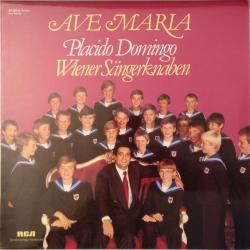 AVE MARIA
Placido Domingo
Wiener Sängerknaben
RCA